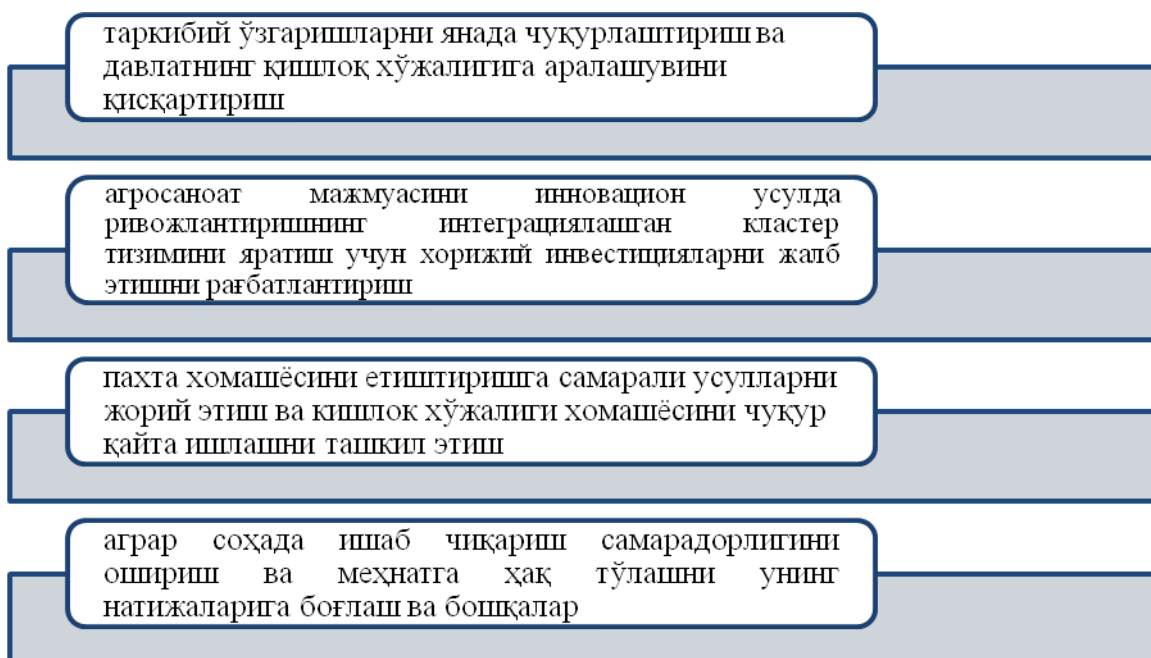 таркибий ўзгаришларни янада чуқурлаштириш ва
давлатнинг қишлоқ хўжалигига аралашувини
қисқартириш
агросаноат мажмуасини инновацион усулда
ривожлантиришнинг интеграциялашган кластер
тизимини яратиш учун хорижий инвестицияларни жалб
этишни рағбатлантириш
пахта хомашёсини етиштиришга самарали усулларни
жорий этиш ва кишлок хўжалиги хомашёсини чуқур
қайта ишлашни ташкил этиш
аграр соҳада ишаб чиқариш самарадорлигини
ошириш ва меҳнатга ҳақ тўлашни унинг
натижаларига боғлаш ва бошқалар